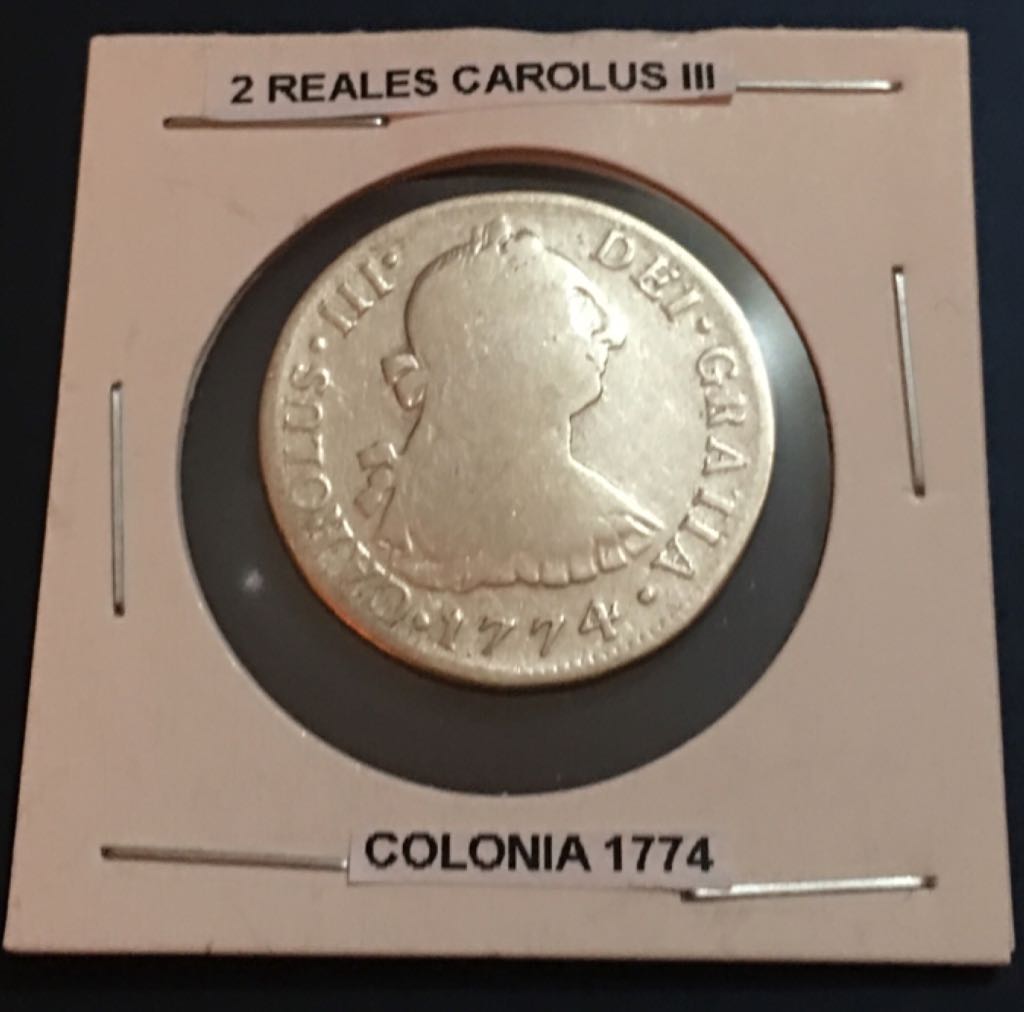 2 REALES CAROLUS III
CAROLUS · III · DEI · GRATIA ·
· 1774 ·
COLONIA 1774